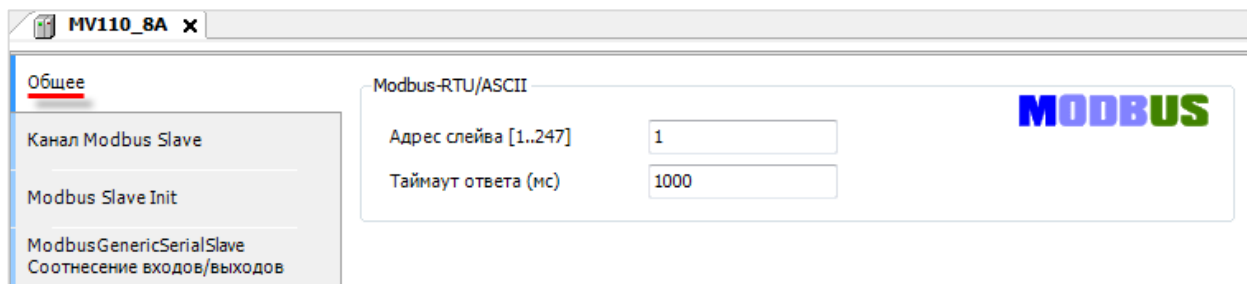 MV110_8A
Общее
Канал Modbus Slave
Modbus Slave Init
ModbusGenericSerialSlave
Соотнесение входов/выходов
Modbus-RTU/ASCII
MODBUS
Адрес слейва [1..247]
1
Таймаут ответа (мс)
1000